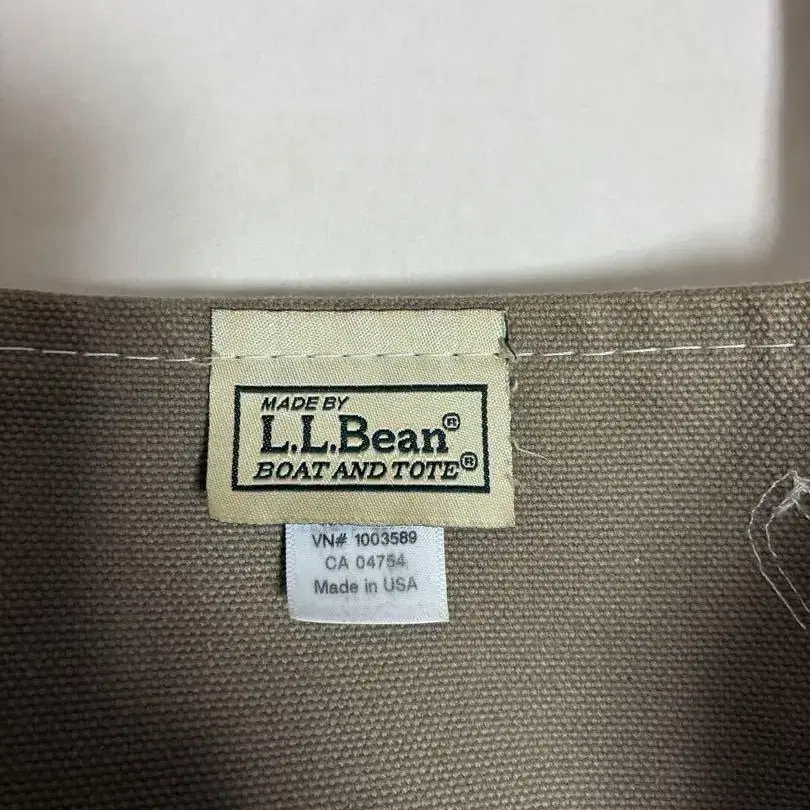 MADE BY
L.L.Bean®
BOAT AND TOTE®
VN# 1003589
CA 04754
Made in USA